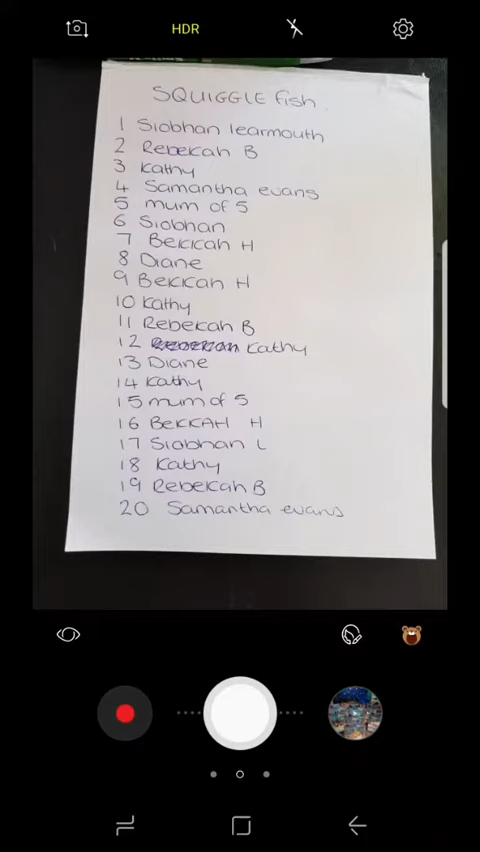 HDR
SQUIGGLE fish
1 Siobhan learmouth
2 Rebekah B
3 Kathy
4 Samantha evans
5 mum of 5
6 Siobhan
7 Bekkah H
8 Diane
9 Bekkah H
10 Kathy
11 Rebekah B
12 Kathy
13 Diane
14 Kathy
15 mum of 5
16 BekkAH H
17 Siobhan L
18 Kathy
19 Rebekah B
20 Samantha evans